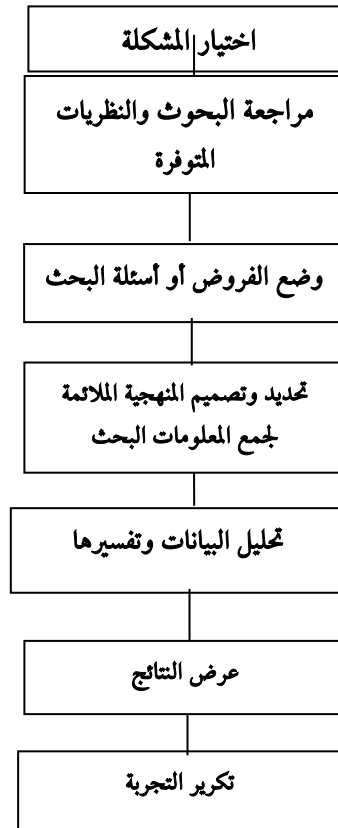 اختيار المشكلة
مراجعة البحوث والنظريات
المتوفرة
وضع الفروض أو أسئلة البحث
تحديد وتصميم المنهجية الملائمة
لجمع المعلومات البحث
تحليل البيانات وتفسيرها
عرض النتائج
تكرير التجربة